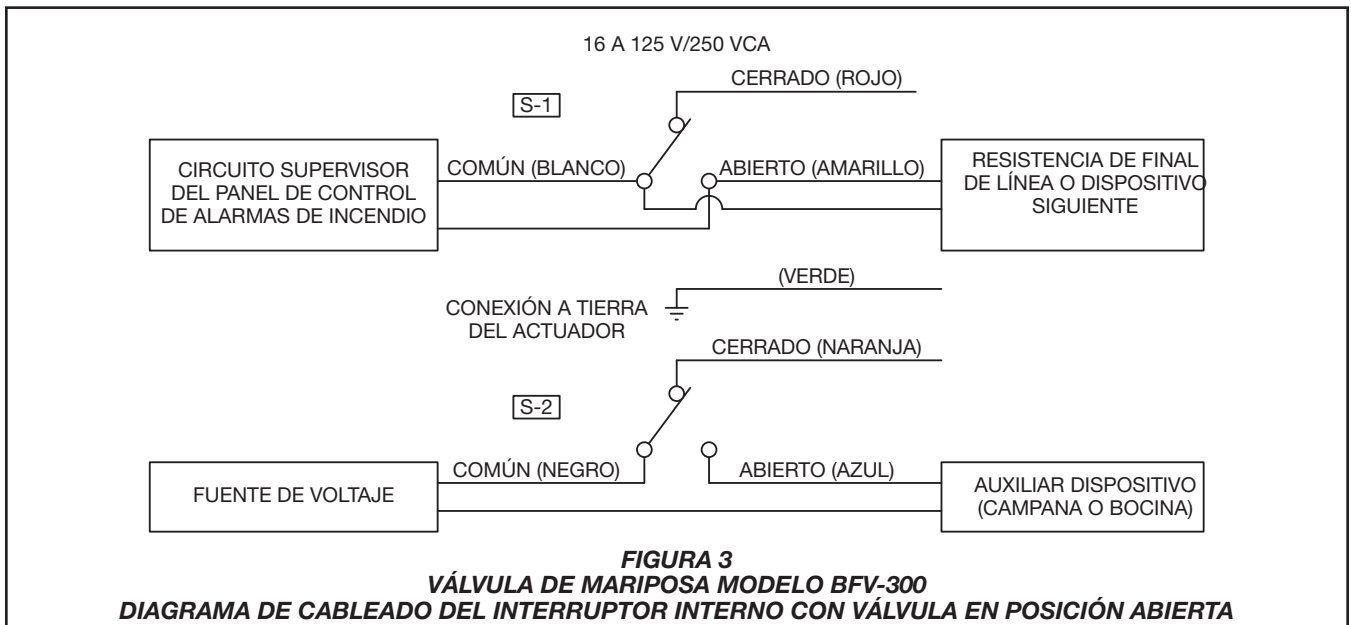 16 A 125 V/250 VCA
CERRADO (ROJO)
S-1
CIRCUITO SUPERVISOR
DEL PANEL DE CONTROL
DE ALARMAS DE INCENDIO
COMÚN (BLANCO)
ABIERTO (AMARILLO)
RESISTENCIA DE FINAL
DE LÍNEA O DISPOSITIVO
SIGUIENTE
(VERDE)
CONEXIÓN A TIERRA
DEL ACTUADOR
CERRADO (NARANJA)
S-2
FUENTE DE VOLTAJE
COMÚN (NEGRO)
ABIERTO (AZUL)
AUXILIAR DISPOSITIVO
(CAMPANA O BOCINA)
FIGURA 3
VÁLVULA DE MARIPOSA MODELO BFV-300
DIAGRAMA DE CABLEADO DEL INTERRUPTOR INTERNO CON VÁLVULA EN POSICIÓN ABIERTA